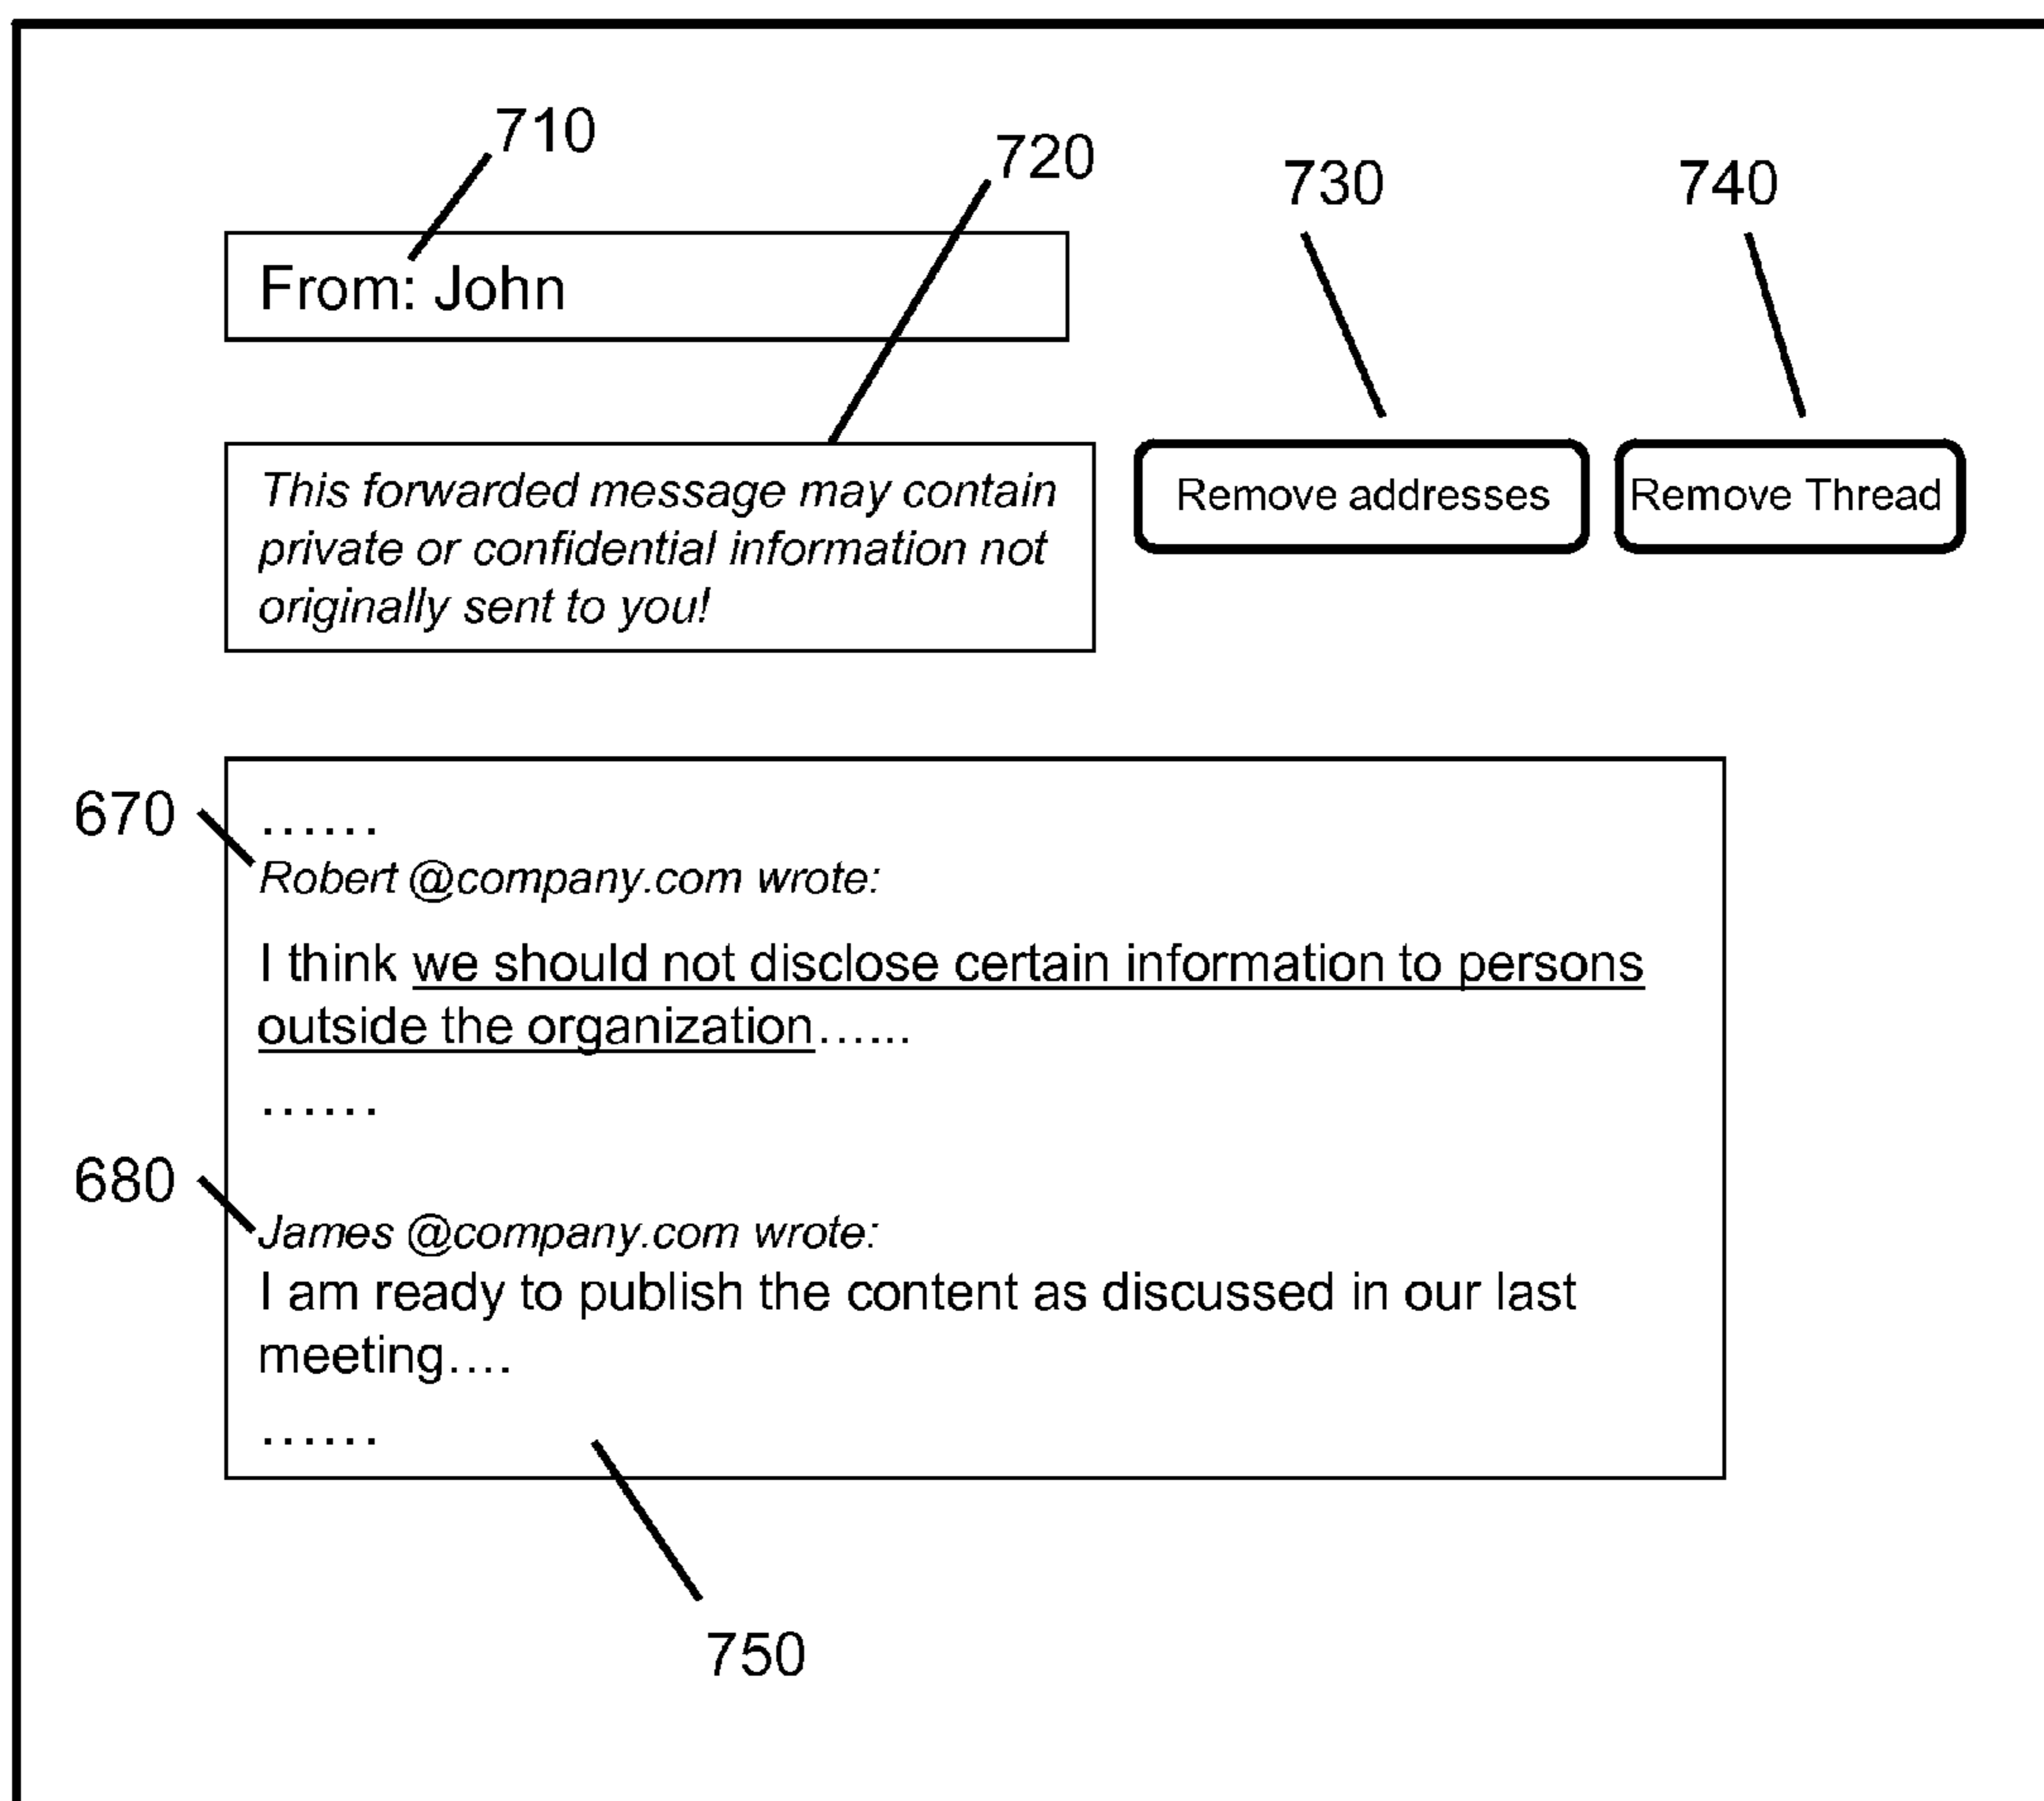 710
720
730
740
From: John
This forwarded message may contain
private or confidential information not
originally sent to you!
Remove addresses
Remove Thread
670
......
Robert @company.com wrote:
I think we should not disclose certain information to persons
outside the organization......
......
680
James @company.com wrote:
I am ready to publish the content as discussed in our last
meeting....
......
750